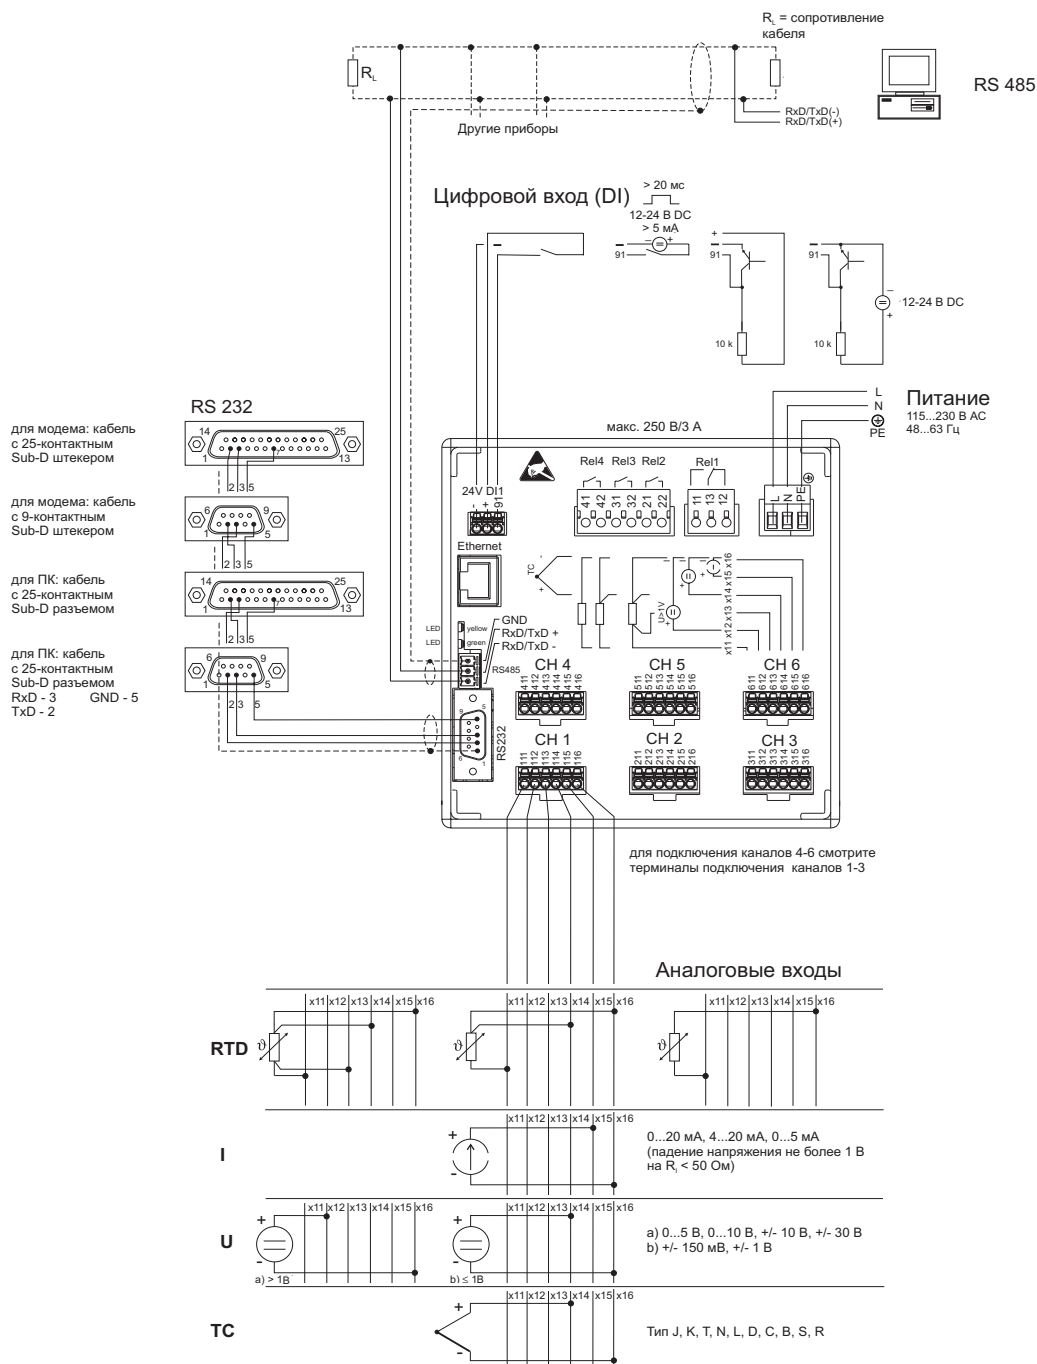 R_L = сопротивление
кабеля
R_L
RS 485
RxD/TxD(-)
RxD/TxD(+)
Другие приборы
Цифровой вход (DI)
> 20 мс
12-24 В DC
> 5 мА
91
91
+
91
10 k
91
10 k
12-24 В DC
RS 232
L
N
PE
Питание
115...230 В AC
48...63 Гц
макс. 250 В/3 А
для модема: кабель
с 25-контактным
Sub-D штекером
14 25
1 7 13
2 3 5
для модема: кабель
с 9-контактным
Sub-D штекером
6 9
1 5
2 3 5
для ПК: кабель
с 25-контактным
Sub-D разъемом
14 25
1 7 13
2 3 5
для ПК: кабель
с 25-контактным
Sub-D разъемом
RxD - 3 GND - 5
TxD - 2
6 9
1 5
2 3 5
24V DI1
- + 91
Rel4 Rel3 Rel2
41 42 31 32 21 22
Rel1
11 13 12
L N PE
Ethernet
TC
U>1V
x11 x12 x13 x14 x15 x16
LED yellow
LED green
GND
RxD/TxD +
RxD/TxD -
RS485
RS232
9 5
6 1
CH 4 CH 5 CH 6
411 412 413 414 415 416
511 512 513 514 515 516
611 612 613 614 615 616
CH 1 CH 2 CH 3
111 112 113 114 115 116
211 212 213 214 215 216
311 312 313 314 315 316
для подключения каналов 4-6 смотрите
терминалы подключения каналов 1-3
Аналоговые входы
x11 x12 x13 x14 x15 x16
x11 x12 x13 x14 x15 x16
x11 x12 x13 x14 x15 x16
RTD
ϑ ϑ ϑ
x11 x12 x13 x14 x15 x16
I
+
-
0...20 мА, 4...20 мА, 0...5 мА
(падение напряжения не более 1 В
на R_I < 50 Ом)
x11 x12 x13 x14 x15 x16
x11 x12 x13 x14 x15 x16
U
+ +
- -
a) > 1В
b) ≤ 1В
a) 0...5 В, 0...10 В, +/- 10 В, +/- 30 В
b) +/- 150 мВ, +/- 1 В
x11 x12 x13 x14 x15 x16
TC
+
-
Тип J, K, T, N, L, D, C, B, S, R